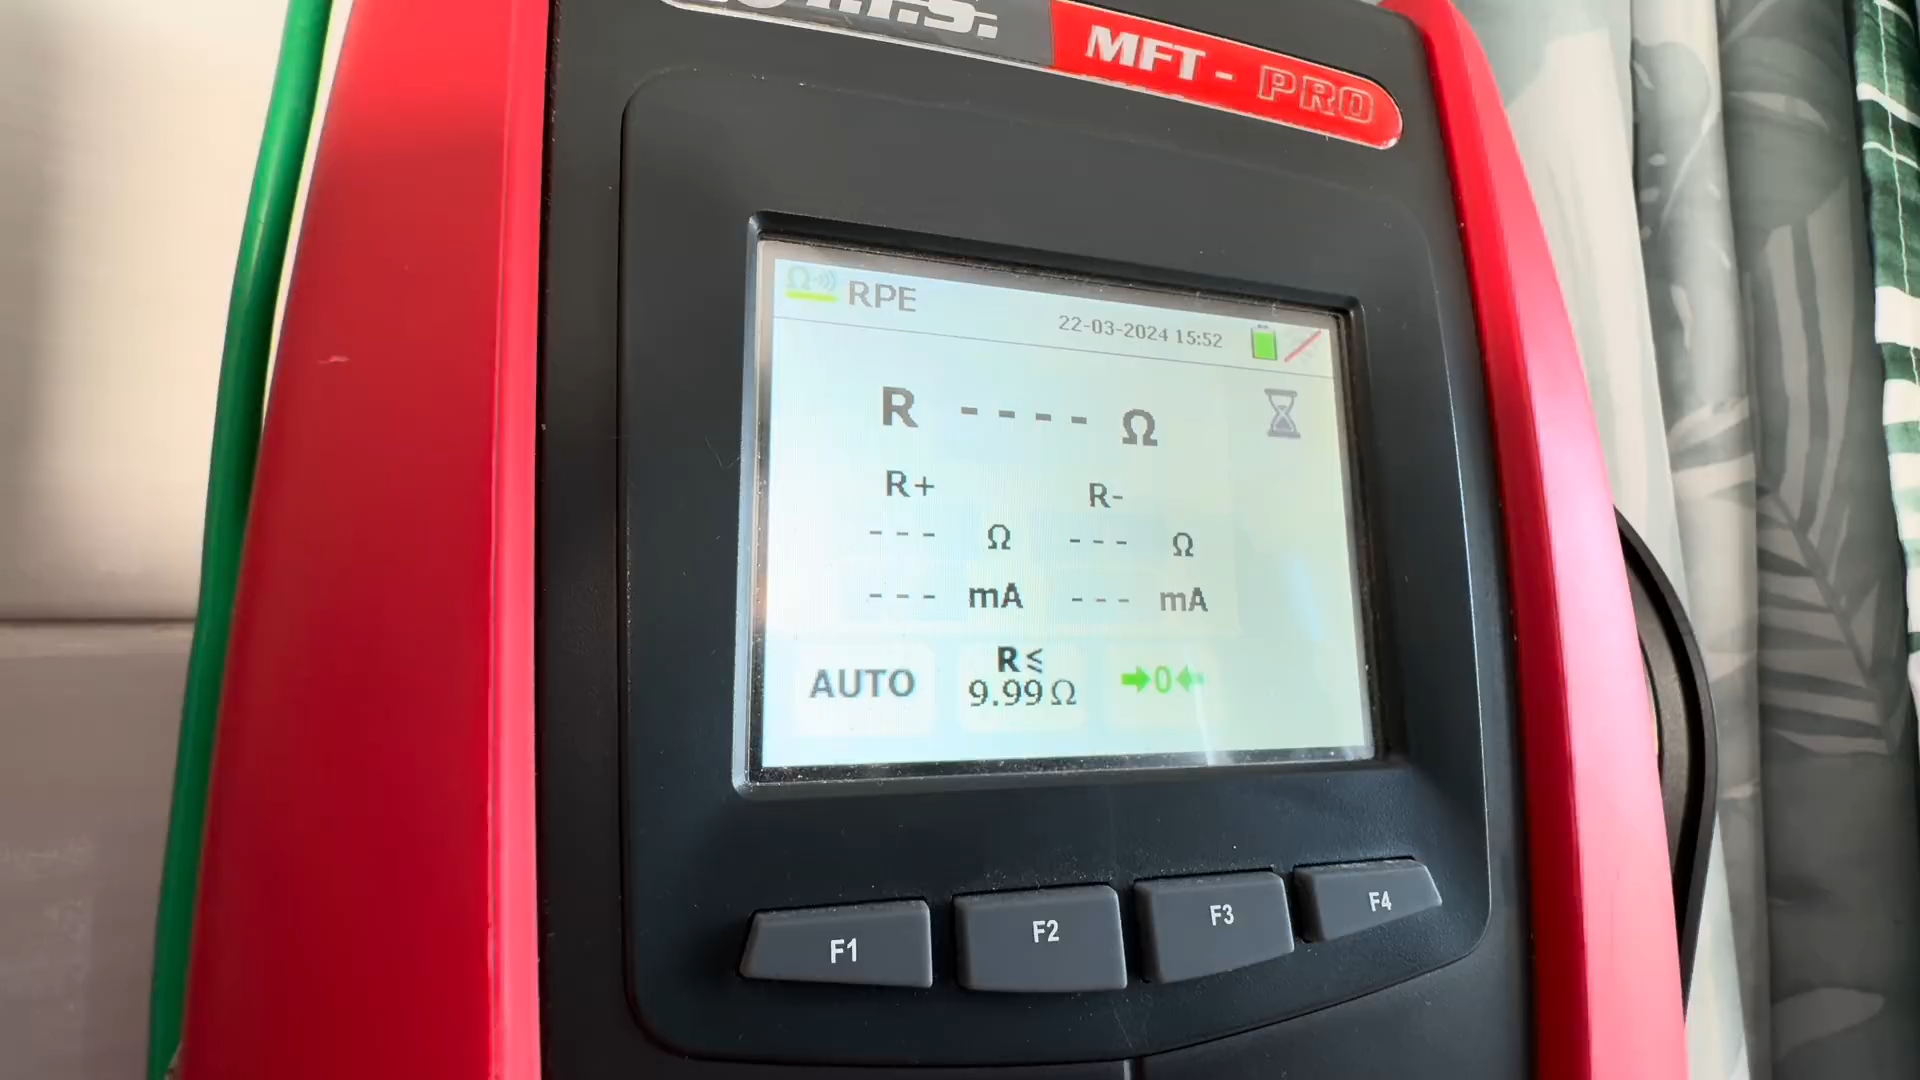 MFT - PRO
RPE
22-03-2024 15:52
R ---- Ω
R+ R-
--- Ω --- Ω
--- mA --- mA
AUTO
R≤
9.99Ω
→0←
F1 F2 F3 F4